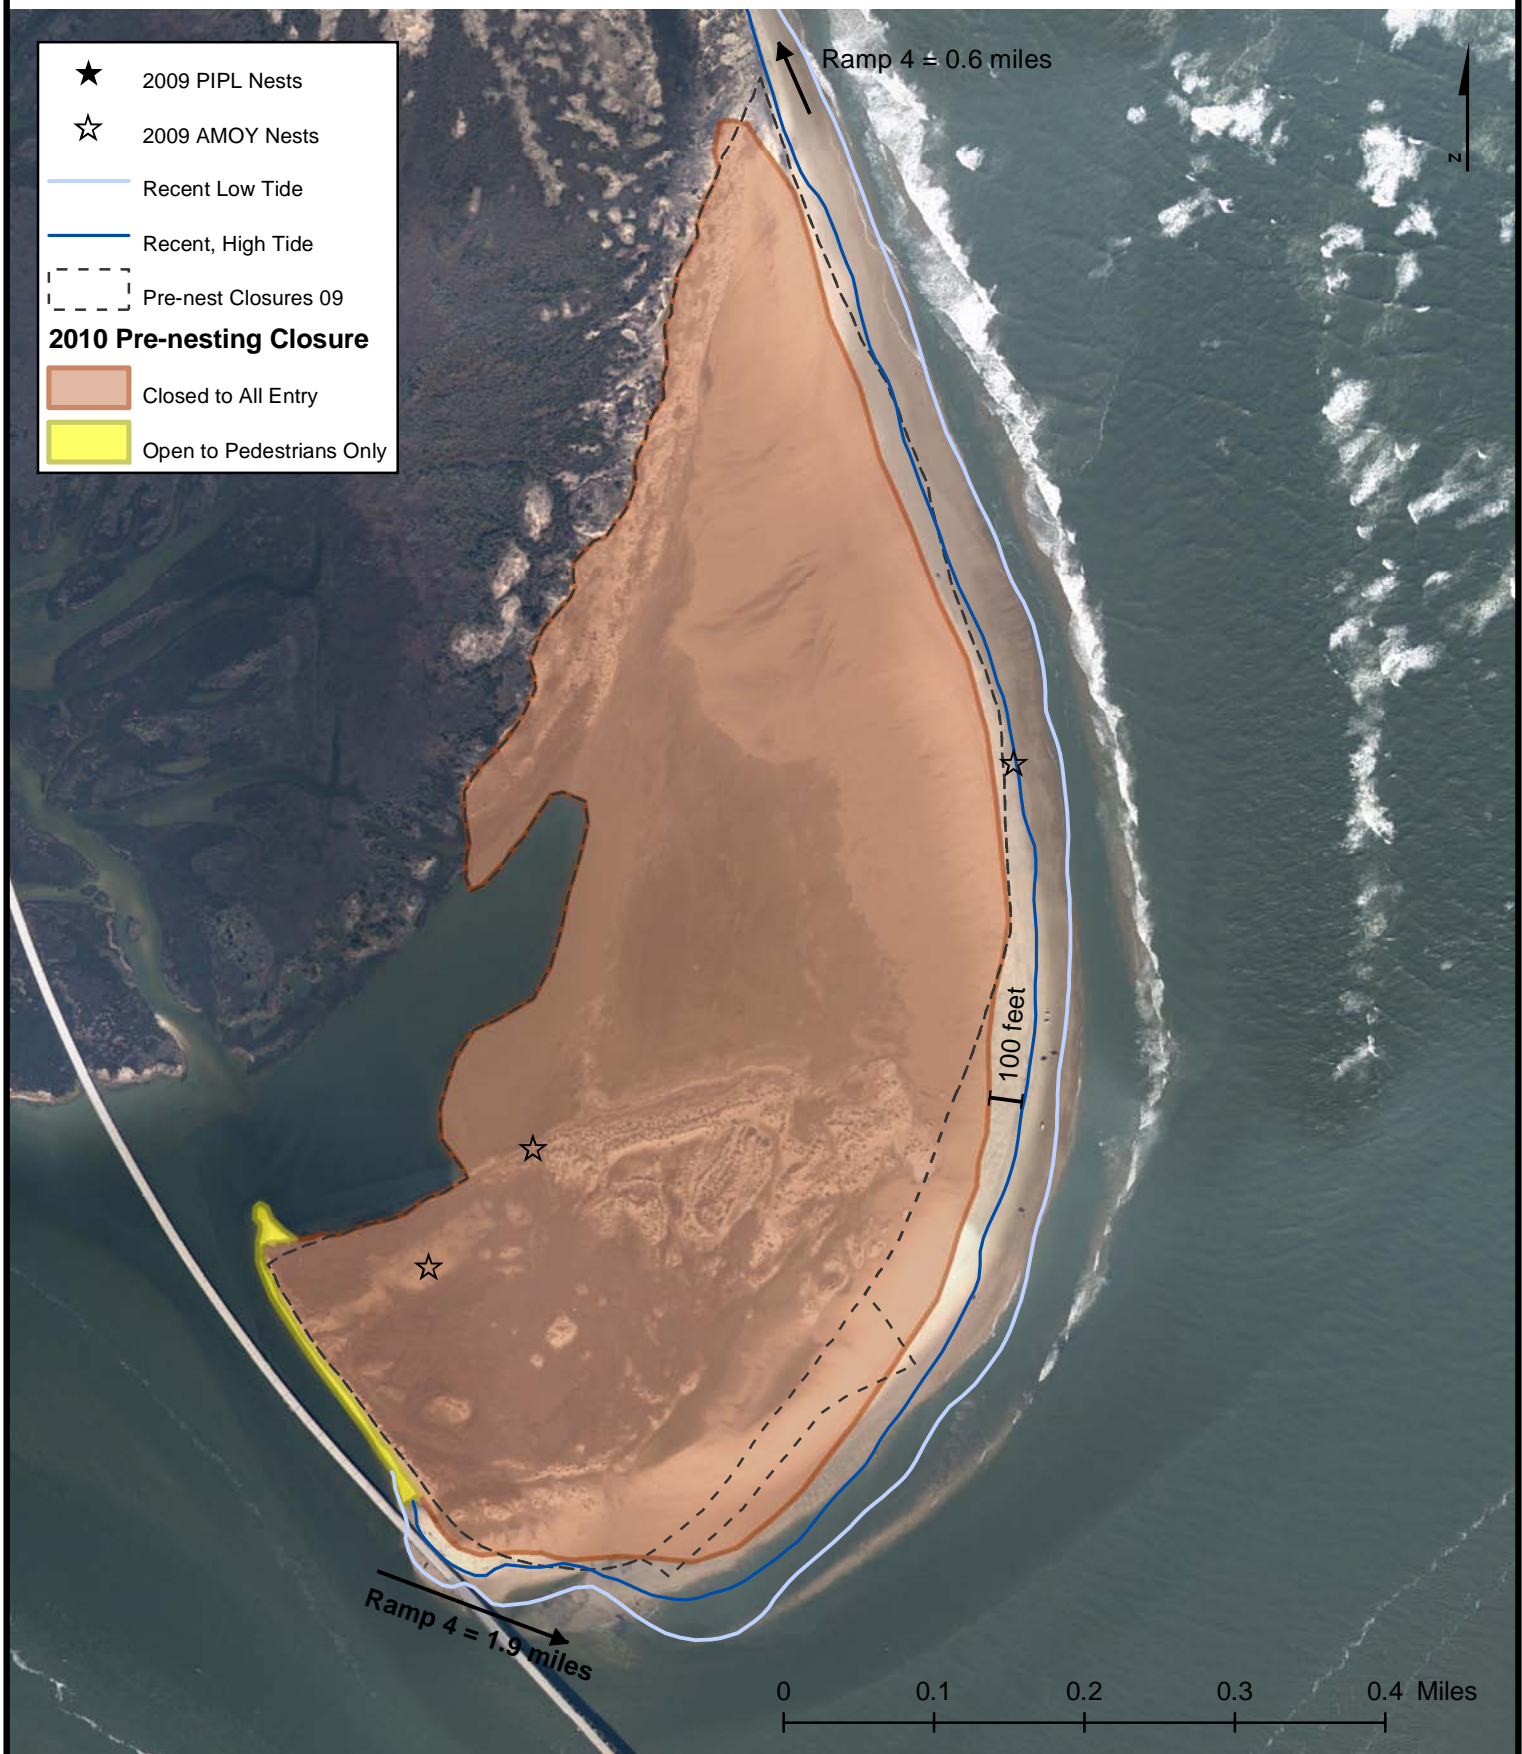 2009 PIPL Nests
2009 AMOY Nests
Recent Low Tide
Recent, High Tide
Pre-nest Closures 09
2010 Pre-nesting Closure
Closed to All Entry
Open to Pedestrians Only
Ramp 4 = 0.6 miles
z
100 feet
Ramp 4 = 1.9 miles
0 0.1 0.2 0.3 0.4 Miles